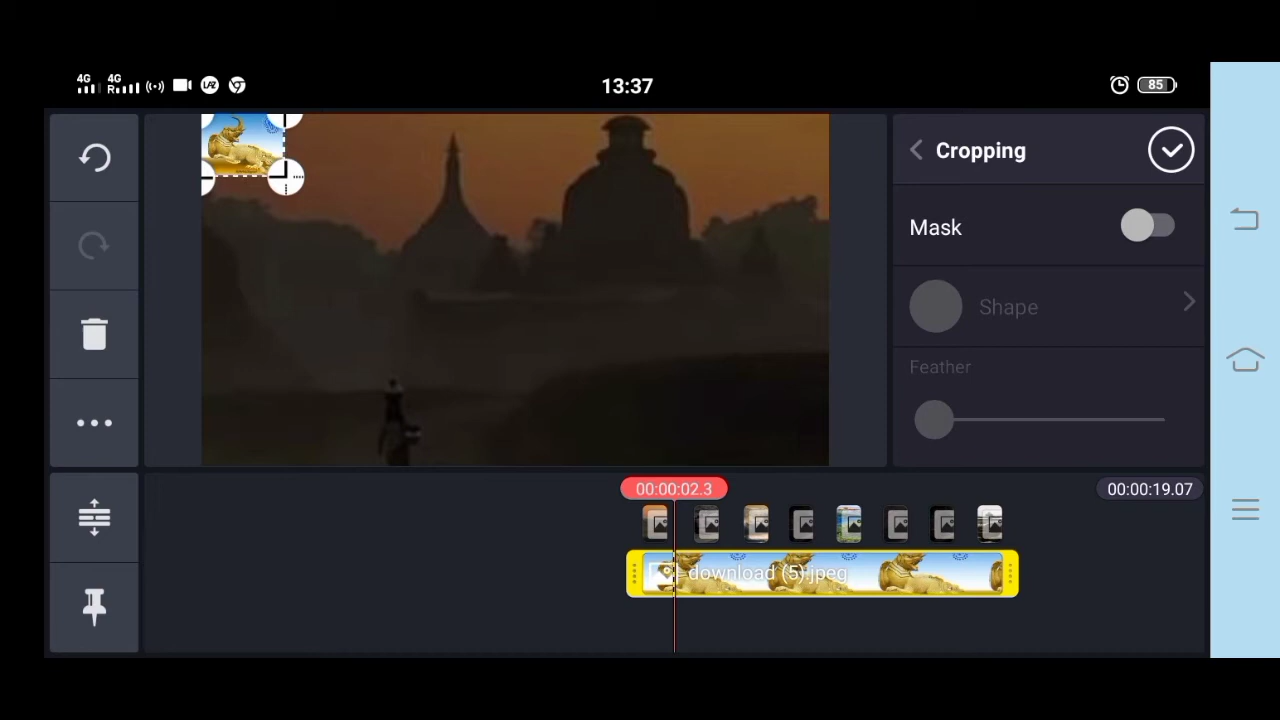 4G 4G R 13:37 85
Cropping
Mask
Shape
Feather
00:00:02.3 00:00:19.07
download (5).jpeg